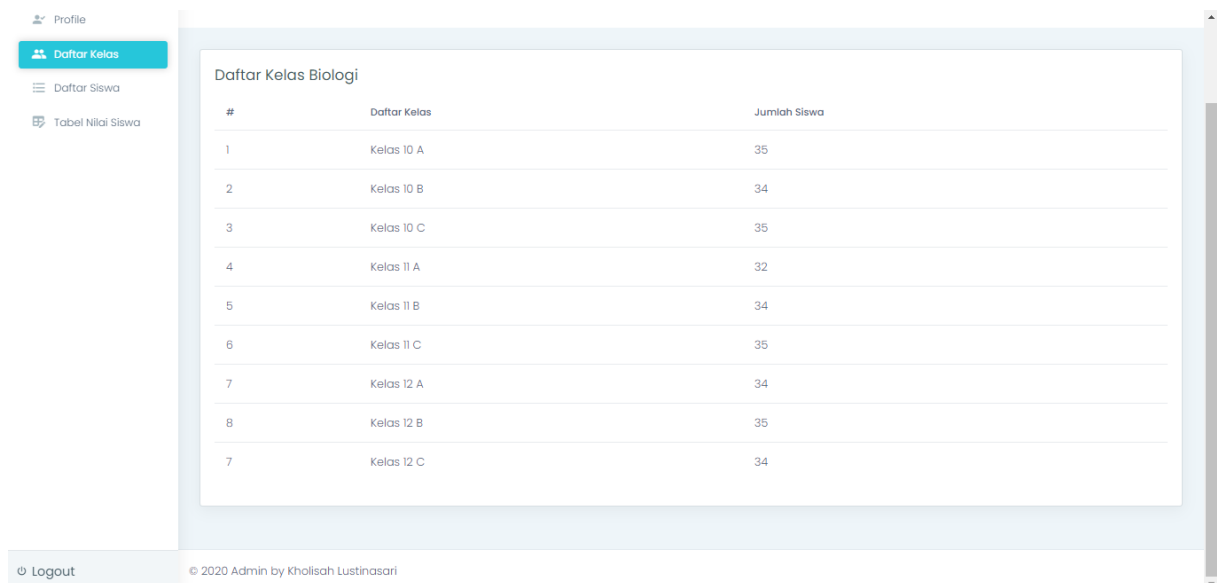 Profile
Daftar Kelas
Daftar Siswa
Tabel Nilai Siswa
Logout
Daftar Kelas Biologi
# Daftar Kelas Jumlah Siswa
1 Kelas 10 A 35
2 Kelas 10 B 34
3 Kelas 10 C 35
4 Kelas 11 A 32
5 Kelas 11 B 34
6 Kelas 11 C 35
7 Kelas 12 A 34
8 Kelas 12 B 35
7 Kelas 12 C 34
© 2020 Admin by Kholisah Lustinasari